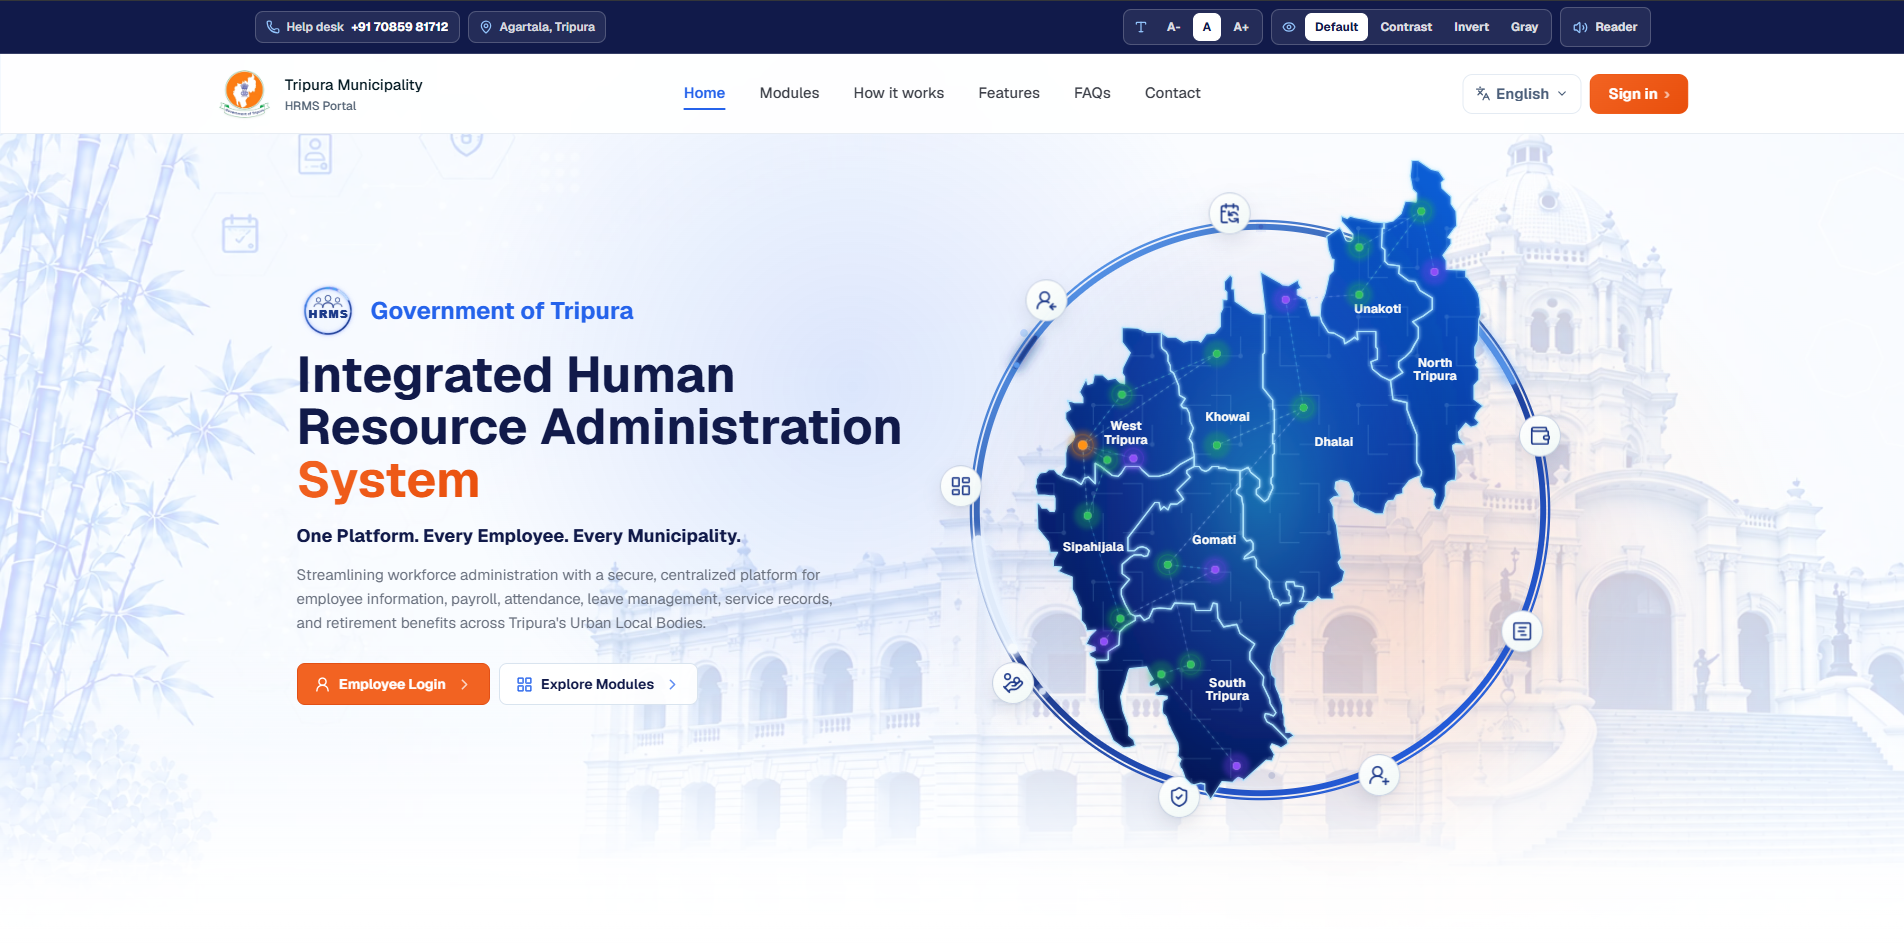 Help desk +91 70859 81712
Agartala, Tripura
A- A A+
Default Contrast Invert Gray
Reader
Tripura Municipality
HRMS Portal
Home Modules How it works Features FAQs Contact
English
Sign in
HRMS
Government of Tripura
Integrated Human
Resource Administration
System
One Platform. Every Employee. Every Municipality.
Streamlining workforce administration with a secure, centralized platform for
employee information, payroll, attendance, leave management, service records,
and retirement benefits across Tripura's Urban Local Bodies.
Employee Login
Explore Modules
Unakoti
North
Tripura
Khowai
West
Tripura
Dhalai
Sipahijala
Gomati
South
Tripura